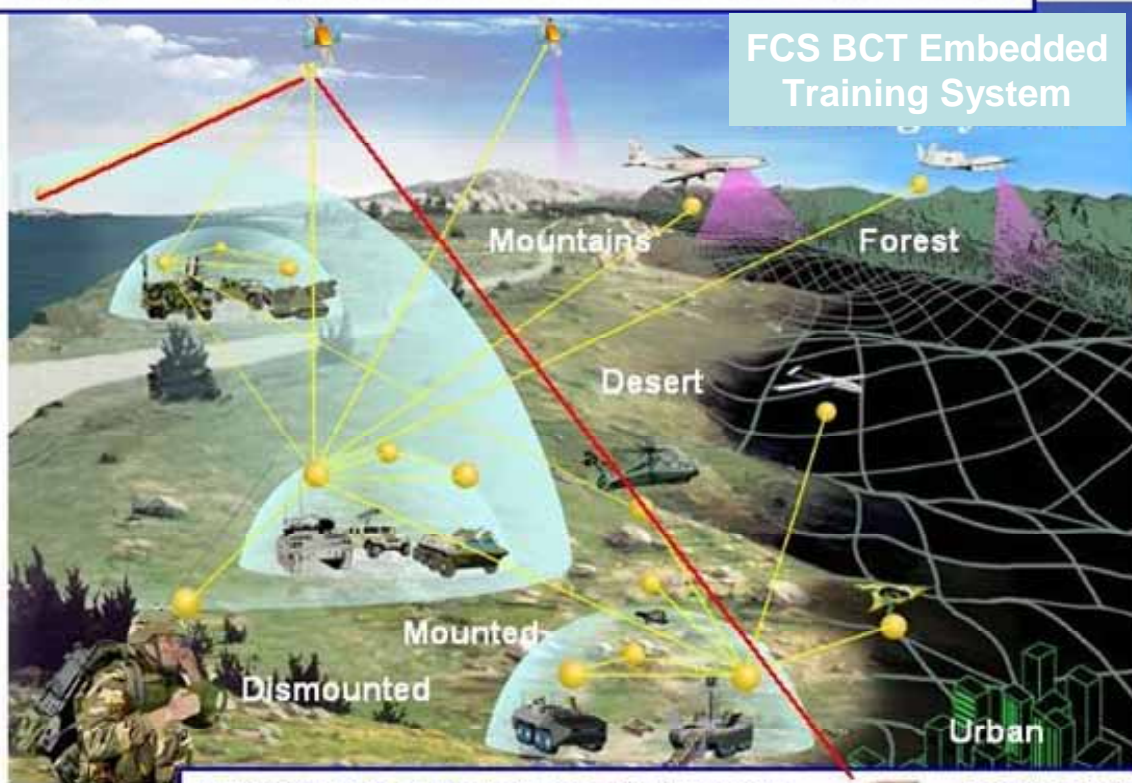 FCS BCT Embedded
Training System
Mountains
Forest
Desert
Mounted
Dismounted
Urban